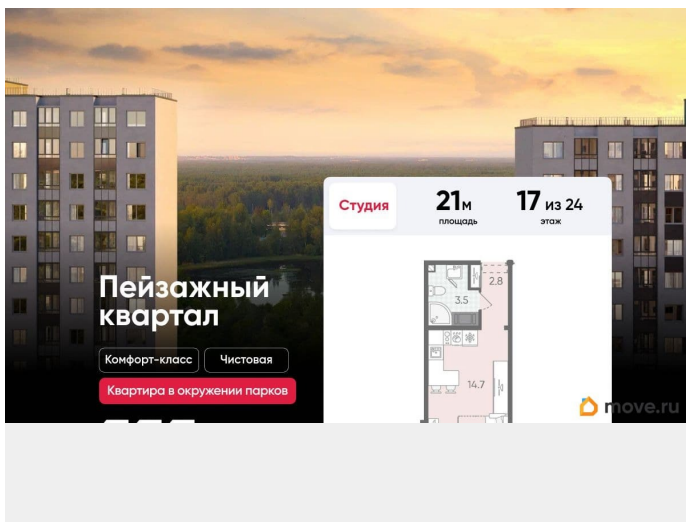 Студия
21м
площадь
17 из 24
этаж
2.8
3.5
14.7
Пейзажный
квартал
Комфорт-класс
Чистовая
Квартира в окружении парков
move.ru